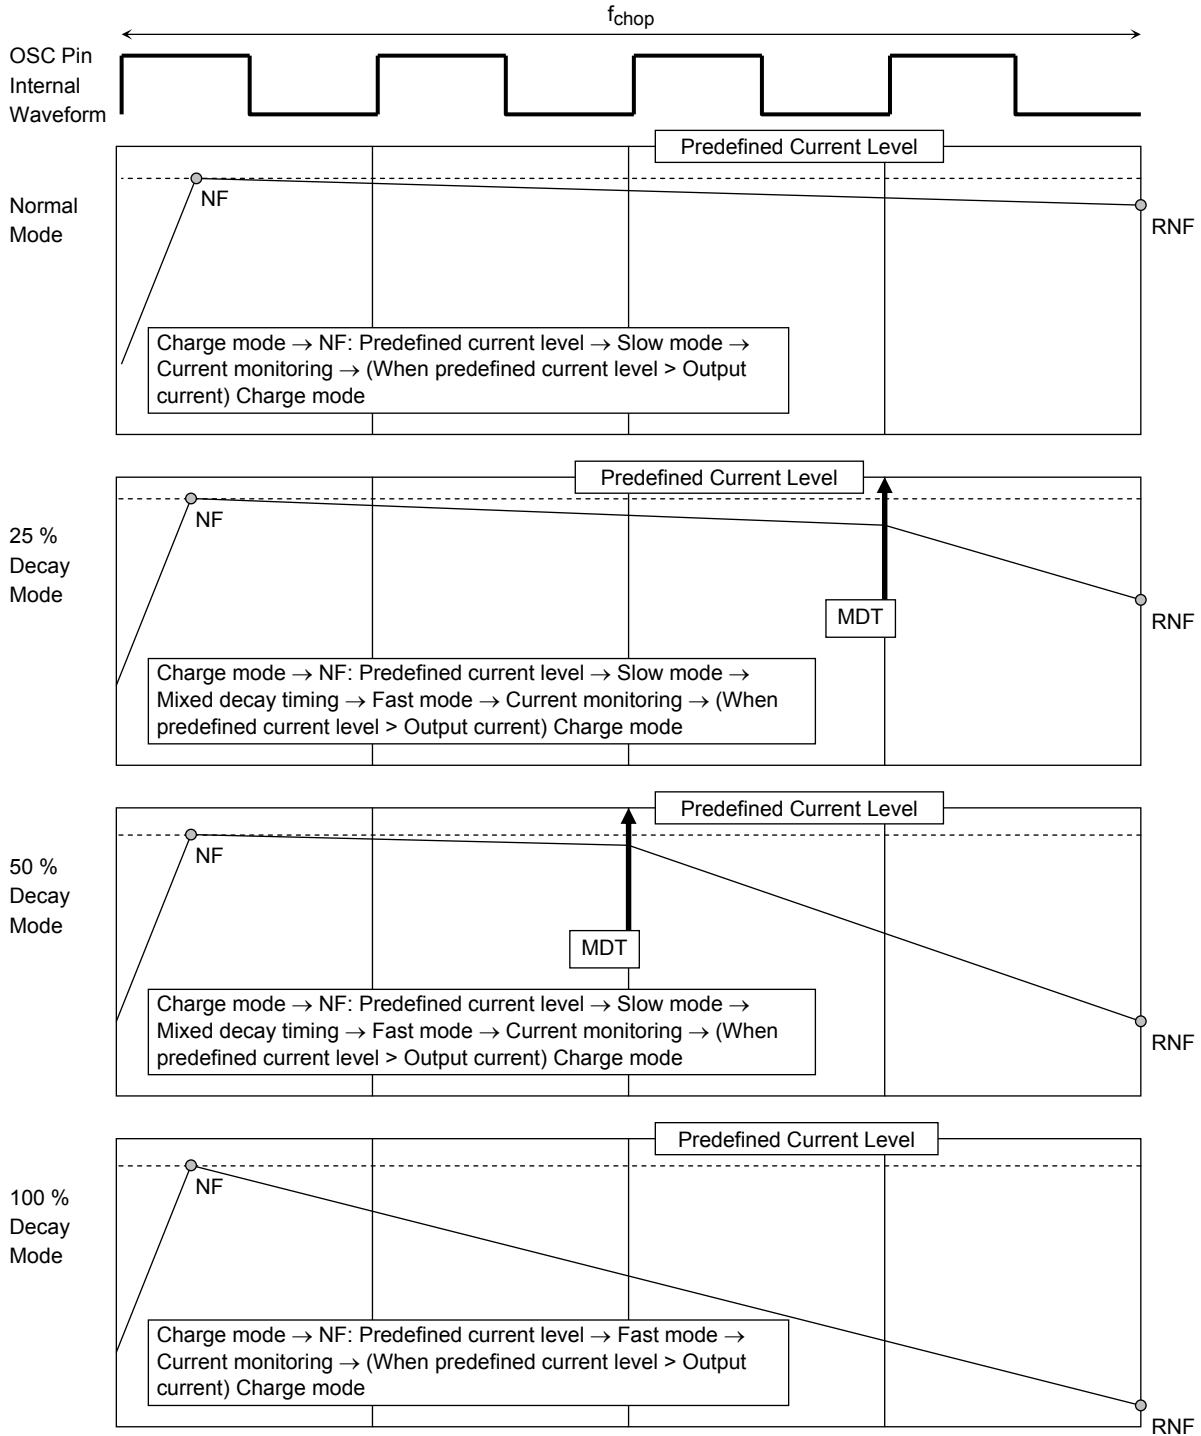 fchop
OSC Pin
Internal
Waveform
Predefined Current Level
NF
Normal
Mode
RNF
Charge mode → NF: Predefined current level → Slow mode →
Current monitoring → (When predefined current level > Output
current) Charge mode
Predefined Current Level
NF
25 %
Decay
Mode
MDT
RNF
Charge mode → NF: Predefined current level → Slow mode →
Mixed decay timing → Fast mode → Current monitoring → (When
predefined current level > Output current) Charge mode
Predefined Current Level
NF
50 %
Decay
Mode
MDT
RNF
Charge mode → NF: Predefined current level → Slow mode →
Mixed decay timing → Fast mode → Current monitoring → (When
predefined current level > Output current) Charge mode
Predefined Current Level
NF
100 %
Decay
Mode
Charge mode → NF: Predefined current level → Fast mode →
Current monitoring → (When predefined current level > Output
current) Charge mode
RNF